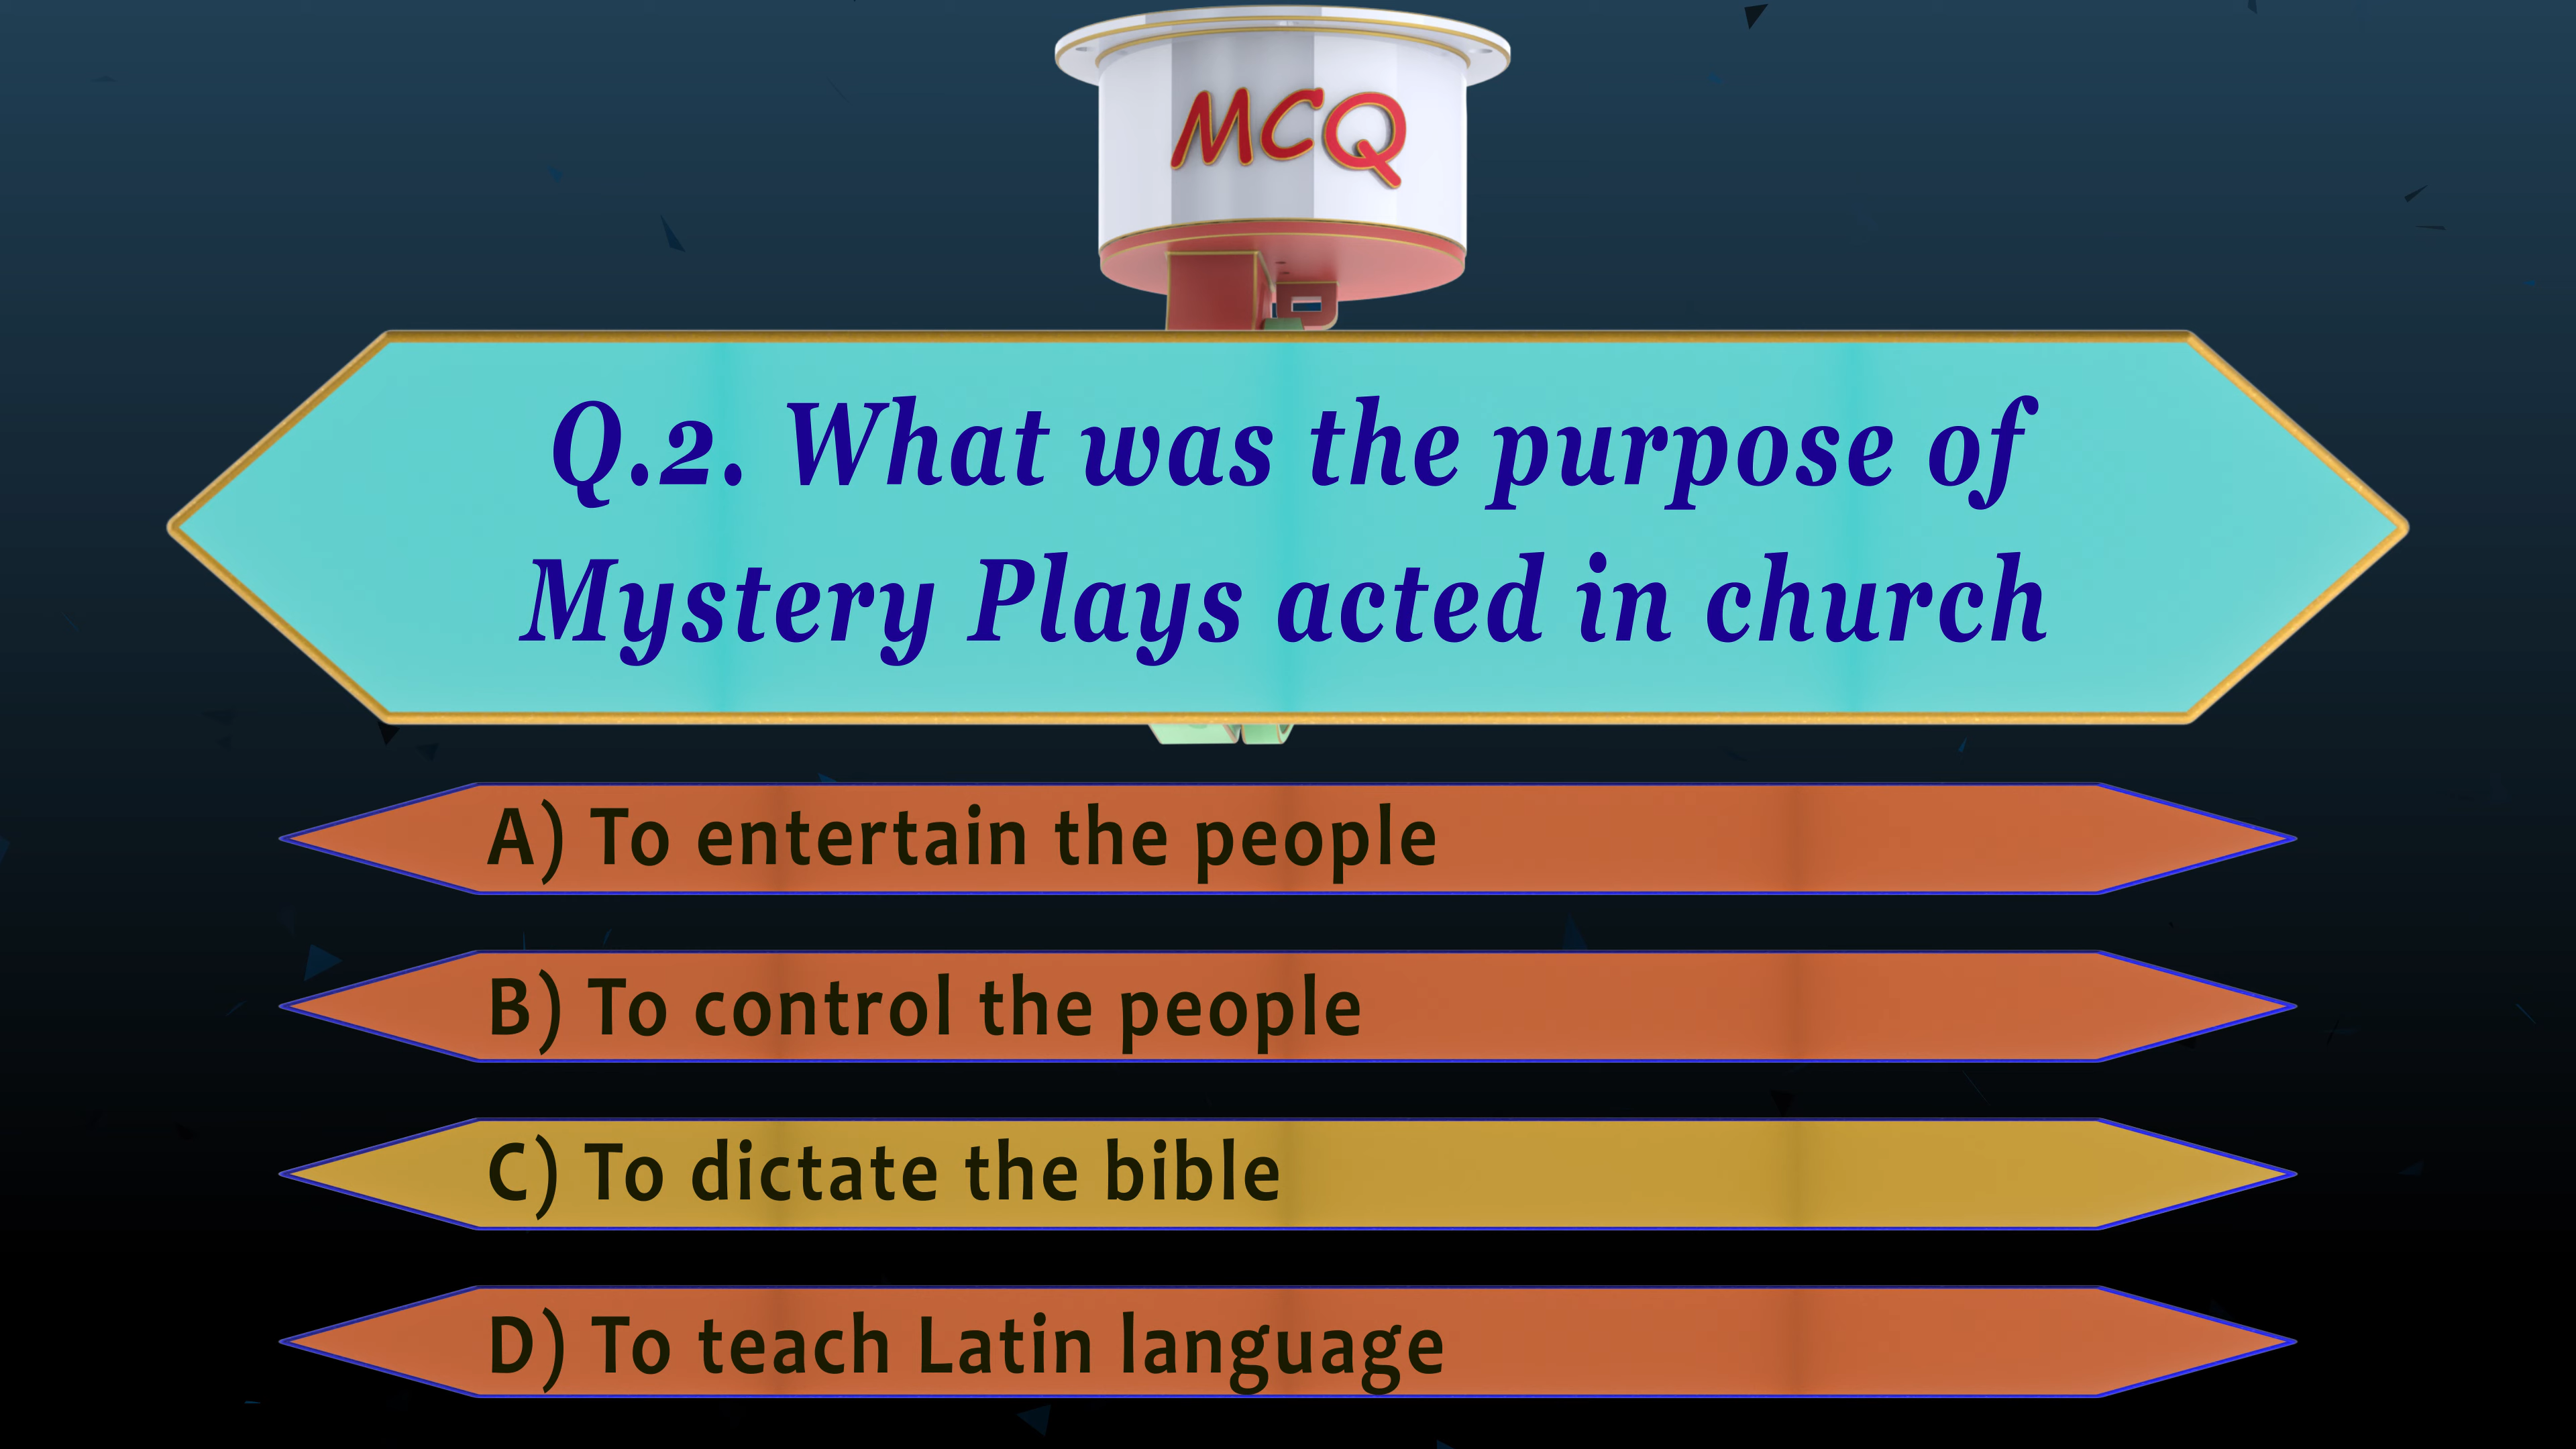 MCQ
Q.2. What was the purpose of
Mystery Plays acted in church
A) To entertain the people
B) To control the people
C) To dictate the bible
D) To teach Latin language